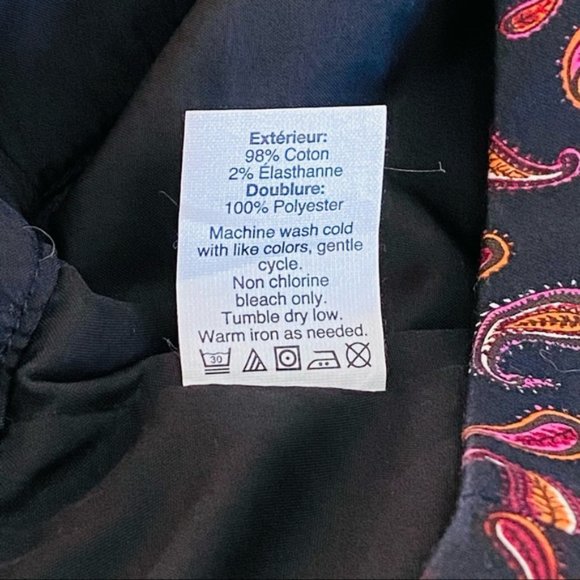 Extérieur:
98% Coton
2% Élasthanne
Doublure:
100% Polyester
Machine wash cold
with like colors, gentle
cycle.
Non chlorine
bleach only.
Tumble dry low.
Warm iron as needed.
30